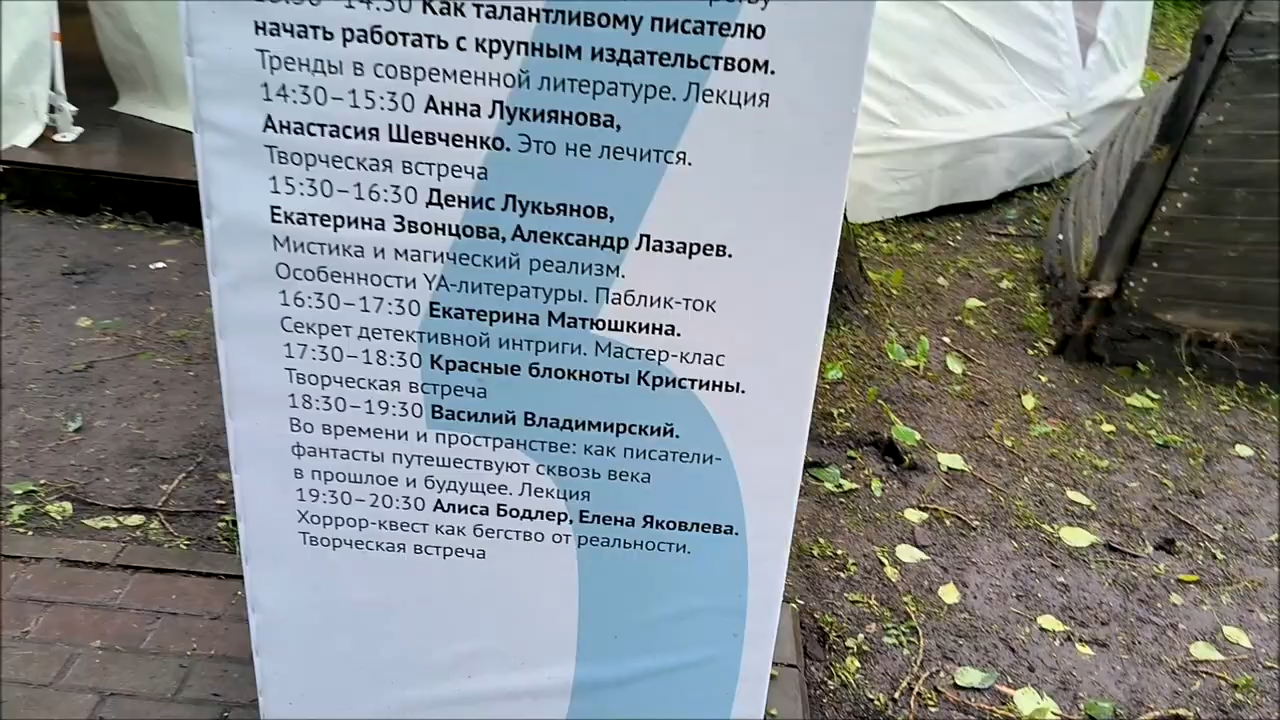 14:30 Как талантливому писателю
начать работать с крупным издательством.
Тренды в современной литературе. Лекция
14:30–15:30 Анна Лукиянова,
Анастасия Шевченко. Это не лечится.
Творческая встреча
15:30–16:30 Денис Лукьянов,
Екатерина Звонцова, Александр Лазарев.
Мистика и магический реализм.
Особенности YA-литературы. Паблик-ток
16:30–17:30 Екатерина Матюшкина.
Секрет детективной интриги. Мастер-клас
17:30–18:30 Красные блокноты Кристины.
Творческая встреча
18:30–19:30 Василий Владимирский.
Во времени и пространстве: как писатели-
фантасты путешествуют сквозь века
в прошлое и будущее. Лекция
19:30–20:30 Алиса Бодлер, Елена Яковлева.
Хоррор-квест как бегство от реальности.
Творческая встреча